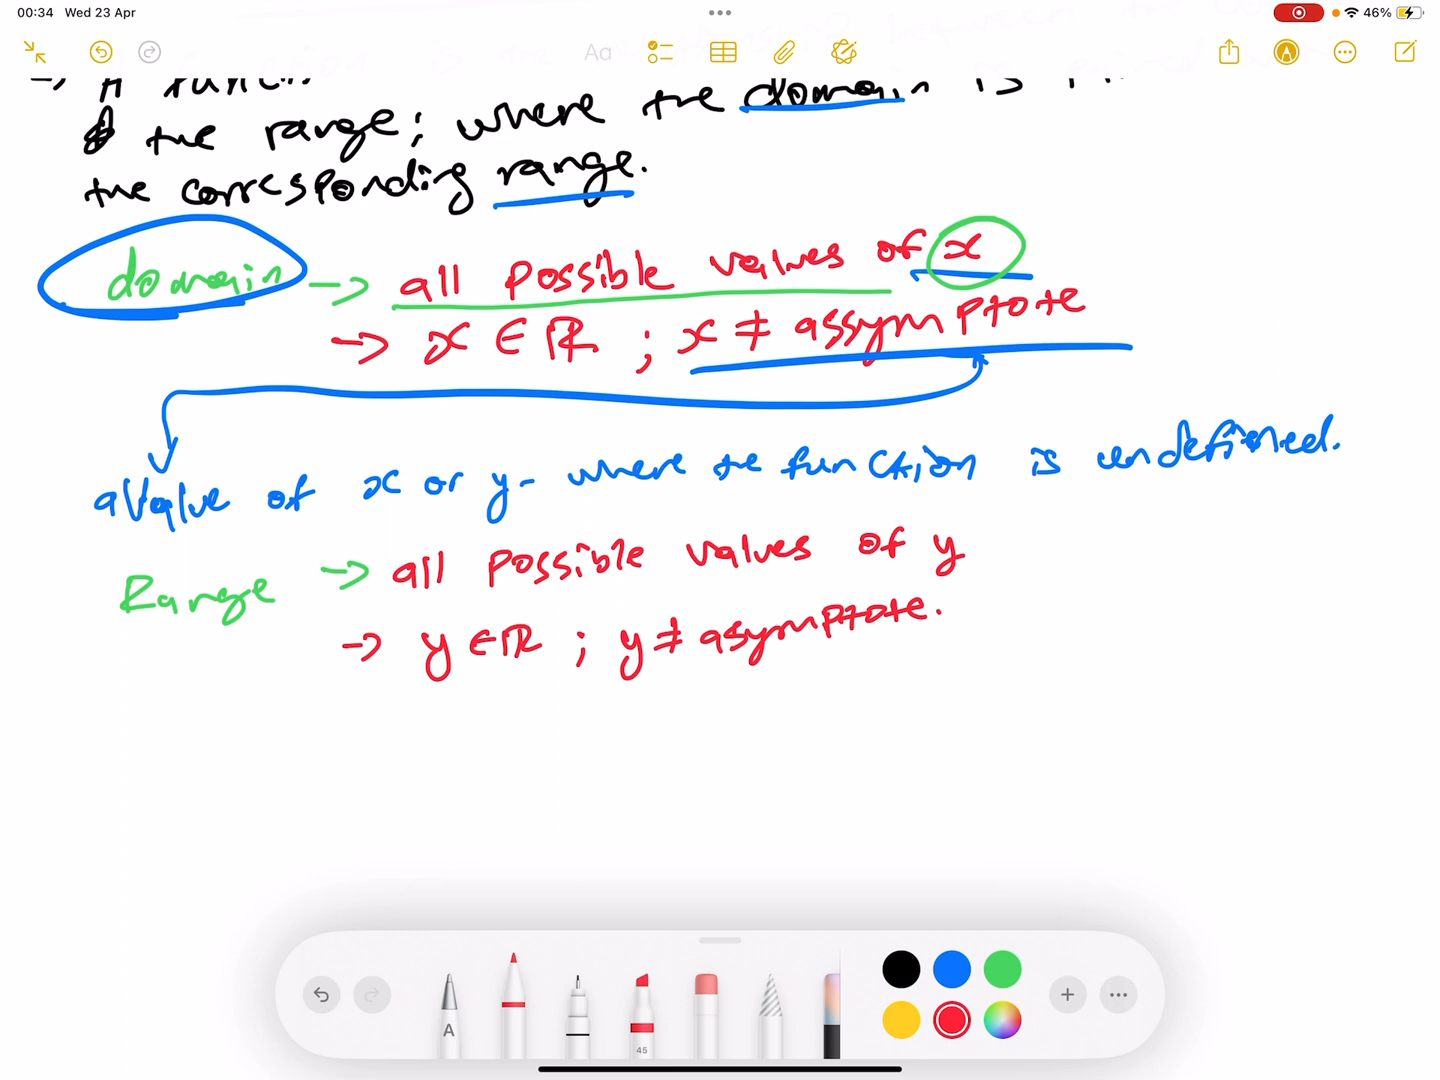 00:34 Wed 23 Apr
46%
Aa
→ A
the range; where the domain is
the corresponding range.
domain → all possible values of x
→ x ∈ ℝ ; x ≠ assymptote
a value of x or y - where the function is undefined.
Range → all possible values of y
→ y ∈ ℝ ; y ≠ asymptote.
A
45